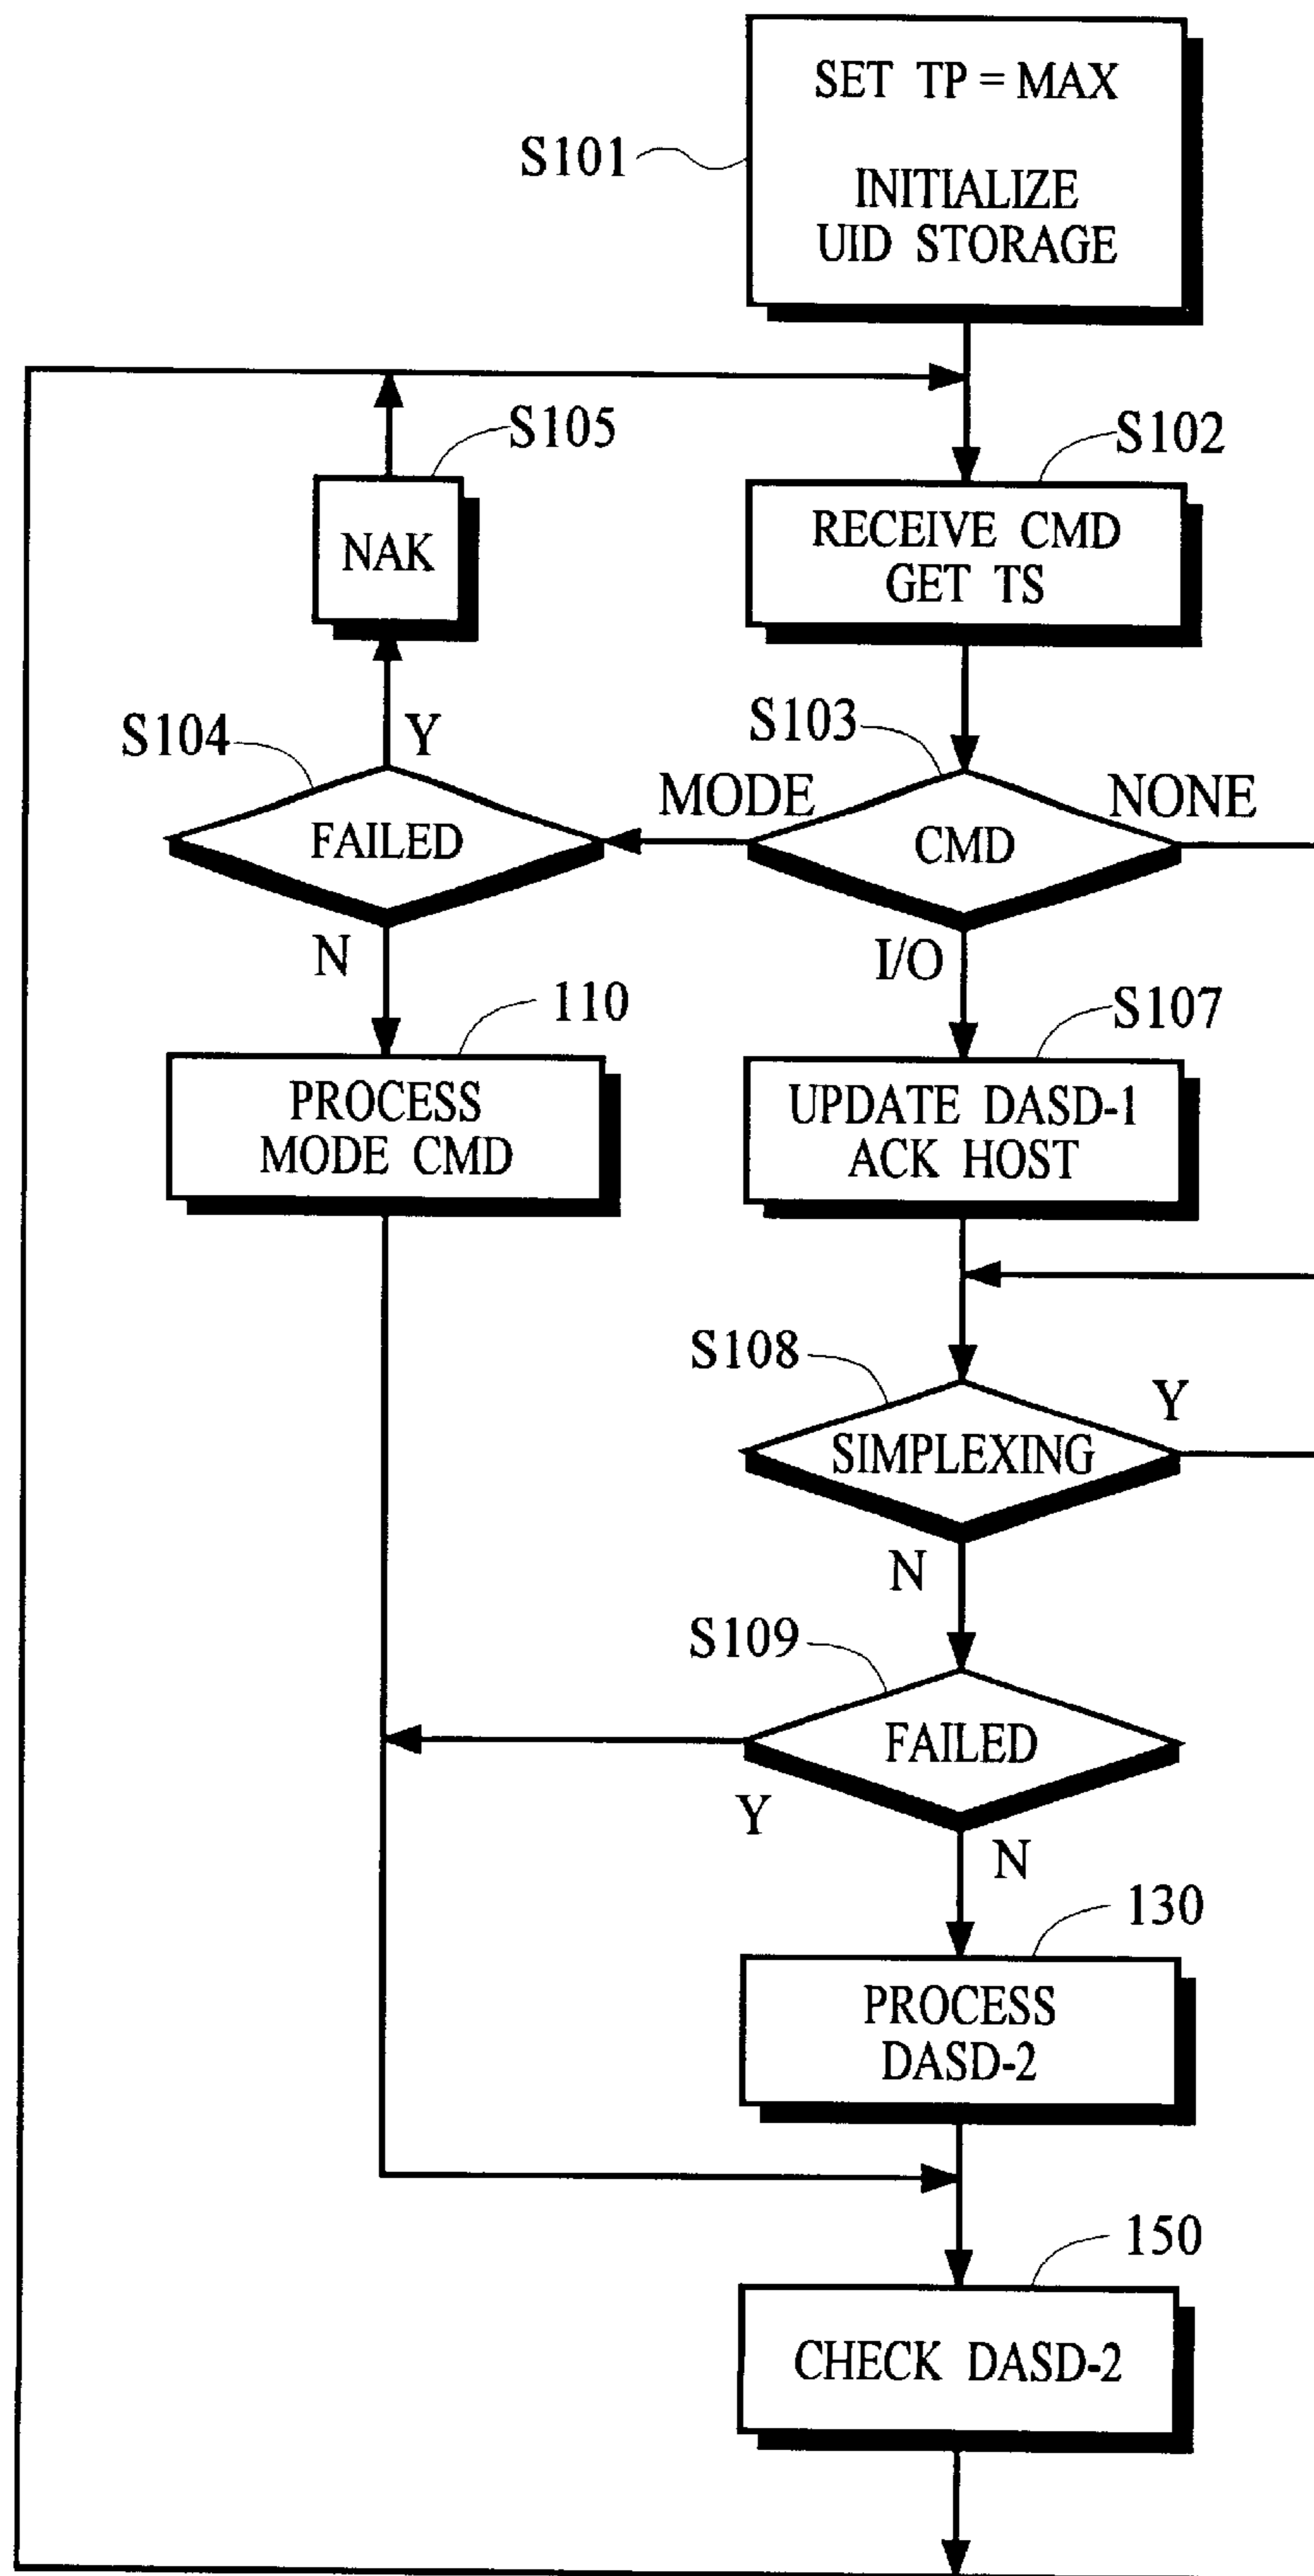 SET TP = MAX
S101
INITIALIZE
UID STORAGE
S105
S102
NAK
RECEIVE CMD
GET TS
S104
Y
S103
MODE
NONE
FAILED
CMD
N
I/O
110
S107
PROCESS
MODE CMD
UPDATE DASD-1
ACK HOST
S108
Y
SIMPLEXING
N
S109
FAILED
Y
N
130
PROCESS
DASD-2
150
CHECK DASD-2